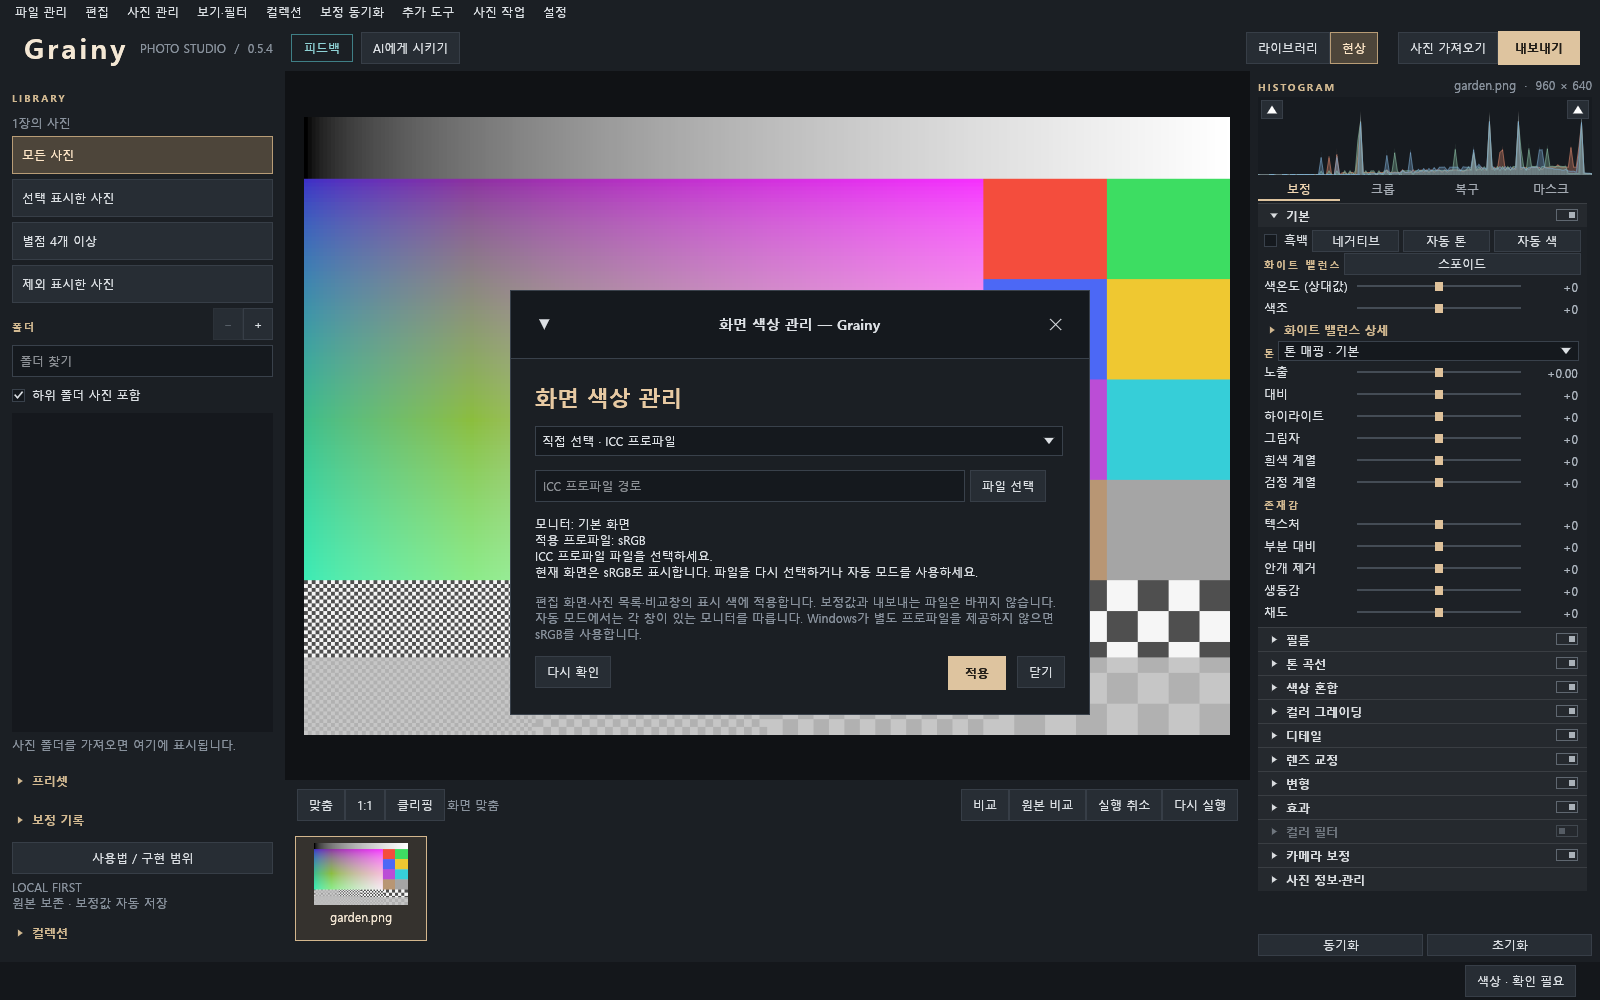 파일 관리 편집 사진 관리 보기·필터 컬렉션 보정 동기화 추가 도구 사진 작업 설정
Grainy PHOTO STUDIO / 0.5.4 피드백 AI에게 시키기 라이브러리 현상 사진 가져오기 내보내기
LIBRARY
1장의 사진
모든 사진
선택 표시한 사진
별점 4개 이상
제외 표시한 사진
폴더 − +
폴더 찾기
하위 폴더 사진 포함
사진 폴더를 가져오면 여기에 표시됩니다.
프리셋
보정 기록
사용법 / 구현 범위
LOCAL FIRST
원본 보존 · 보정값 자동 저장
컬렉션
화면 색상 관리 — Grainy
화면 색상 관리
직접 선택 · ICC 프로파일
ICC 프로파일 경로 파일 선택
모니터: 기본 화면
적용 프로파일: sRGB
ICC 프로파일 파일을 선택하세요.
현재 화면은 sRGB로 표시합니다. 파일을 다시 선택하거나 자동 모드를 사용하세요.
편집 화면·사진 목록·비교창의 표시 색에 적용합니다. 보정값과 내보내는 파일은 바뀌지 않습니다.
자동 모드에서는 각 창이 있는 모니터를 따릅니다. Windows가 별도 프로파일을 제공하지 않으면
sRGB를 사용합니다.
다시 확인 적용 닫기
맞춤 1:1 클리핑 화면 맞춤 비교 원본 비교 실행 취소 다시 실행
garden.png
HISTOGRAM garden.png · 960 × 640
보정 크롭 복구 마스크
기본
흑백 네거티브 자동 톤 자동 색
화이트 밸런스 스포이드
색온도 (상대값) +0
색조 +0
화이트 밸런스 상세
톤 톤 매핑 · 기본
노출 +0.00
대비 +0
하이라이트 +0
그림자 +0
흰색 계열 +0
검정 계열 +0
존재감
텍스처 +0
부분 대비 +0
안개 제거 +0
생동감 +0
채도 +0
필름
톤 곡선
색상 혼합
컬러 그레이딩
디테일
렌즈 교정
변형
효과
컬러 필터
카메라 보정
사진 정보·관리
동기화 초기화
색상 · 확인 필요